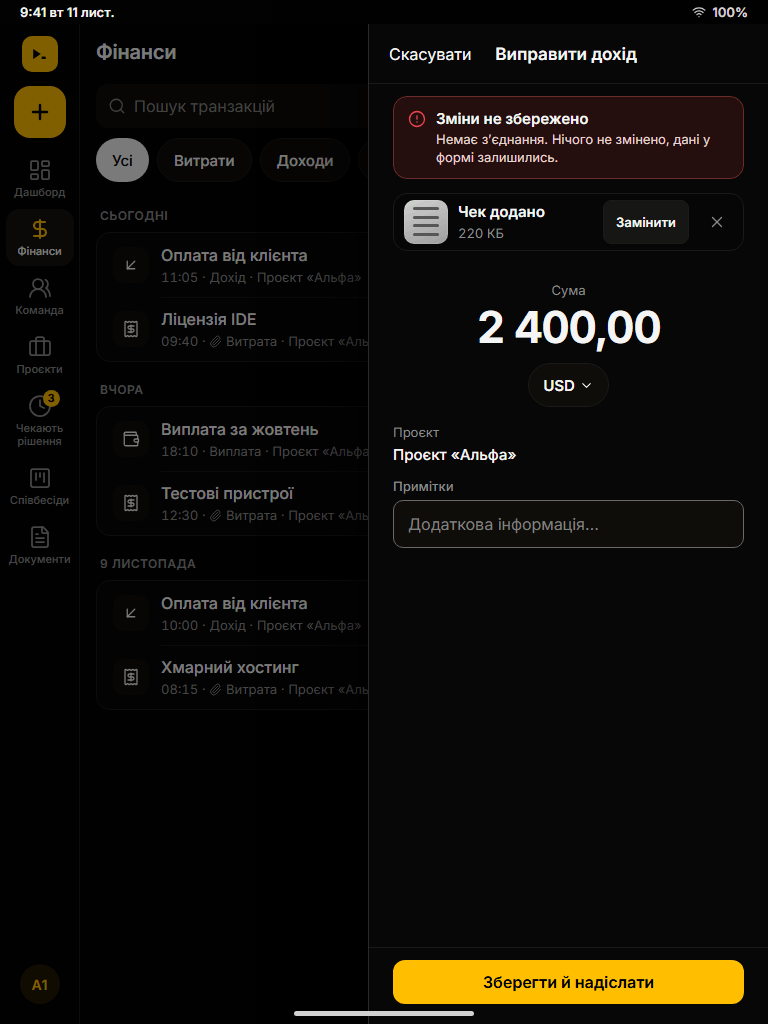 9:41 вт 11 лист.
100%
Фінанси
Пошук транзакцій
Усі
Витрати
Доходи
СЬОГОДНІ
Оплата від клієнта
11:05 · Дохід · Проєкт «Альфа»
Ліцензія IDE
09:40 · Витрата · Проєкт «Аль
ВЧОРА
Виплата за жовтень
18:10 · Виплата · Проєкт «Альфа
Тестові пристрої
12:30 · Витрата · Проєкт «Аль
9 ЛИСТОПАДА
Оплата від клієнта
10:00 · Дохід · Проєкт «Альфа»
Хмарний хостинг
08:15 · Витрата · Проєкт «Аль
Дашборд
Фінанси
Команда
Проєкти
3
Чекають
рішення
Співбесіди
Документи
А1
Скасувати
Виправити дохід
Зміни не збережено
Немає з’єднання. Нічого не змінено, дані у
формі залишились.
Чек додано
220 КБ
Замінити
Сума
2 400,00
USD
Проєкт
Проєкт «Альфа»
Примітки
Додаткова інформація...
Зберегти й надіслати